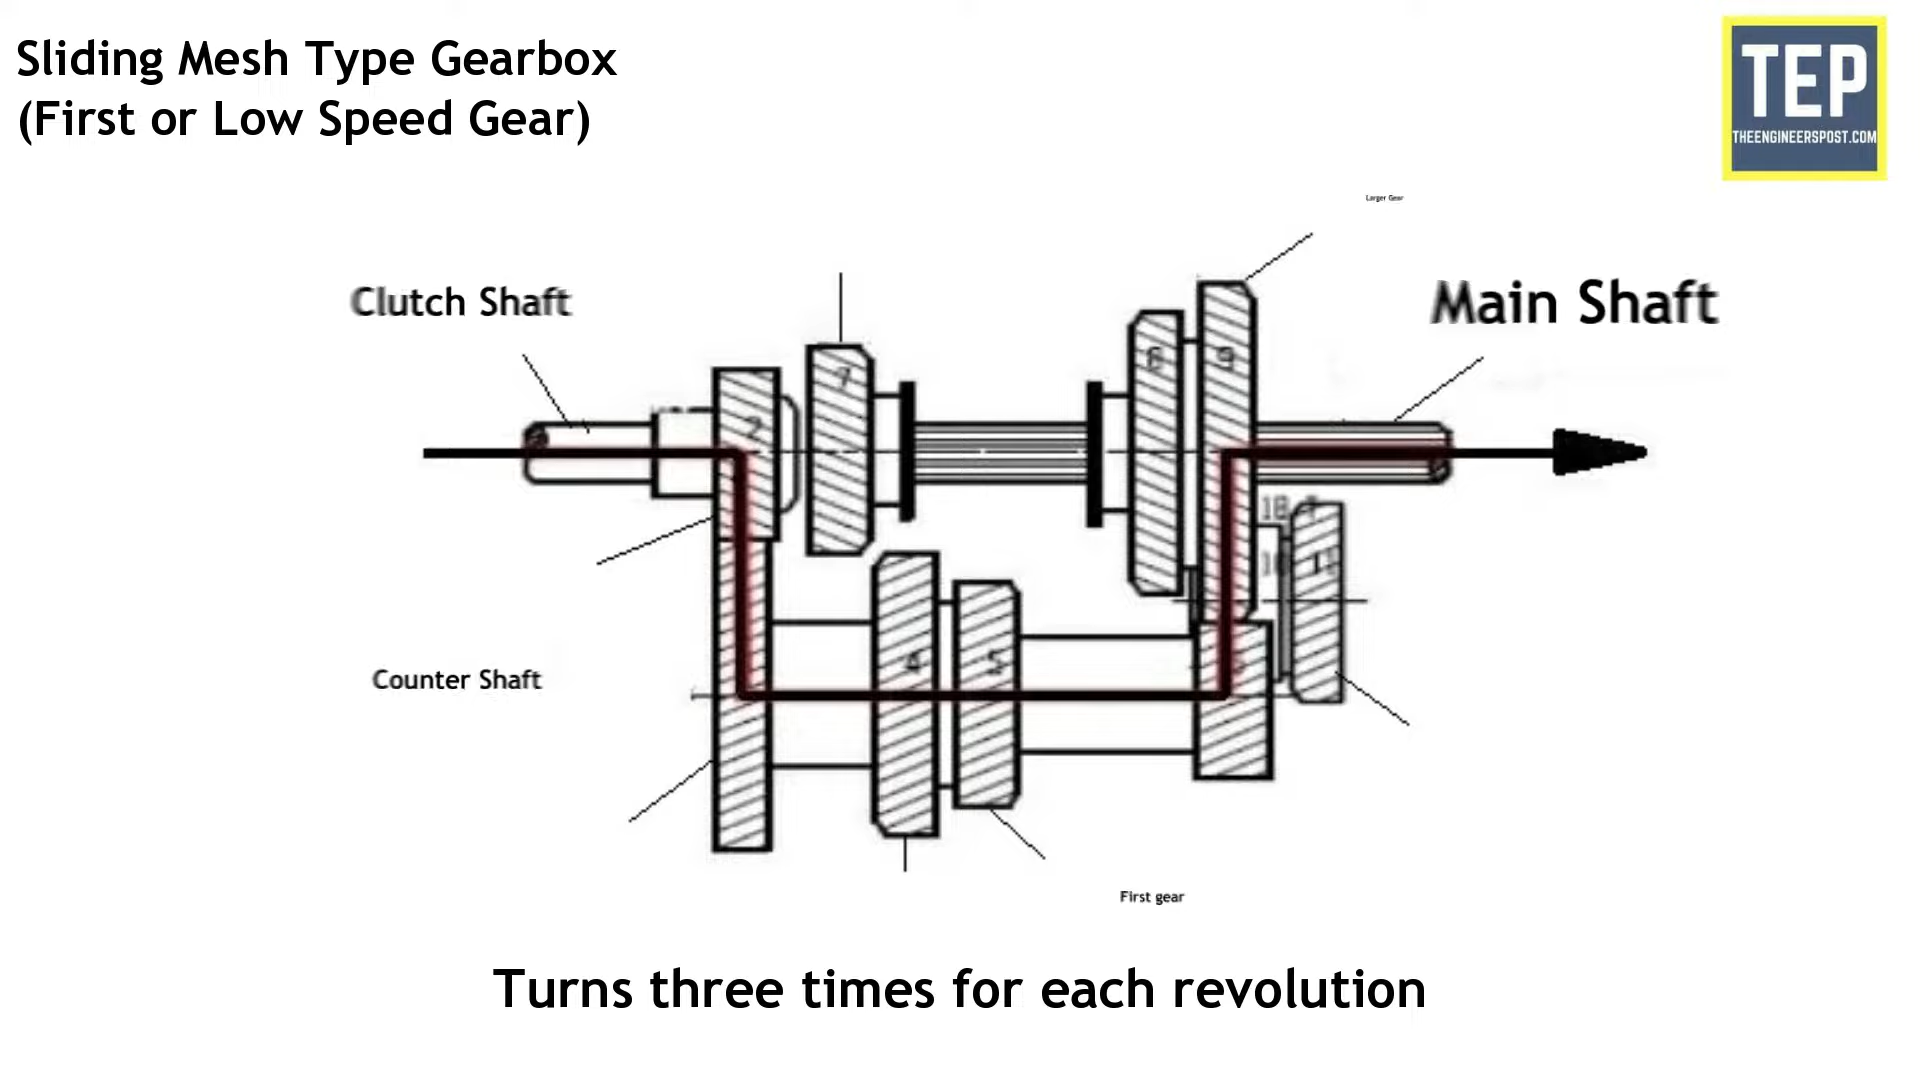 Sliding Mesh Type Gearbox
(First or Low Speed Gear)
TEP
THEENGINEERSPOST.COM
Larger Gear
Clutch Shaft
Main Shaft
7
2
9
Counter Shaft
4
5
First gear
Turns three times for each revolution